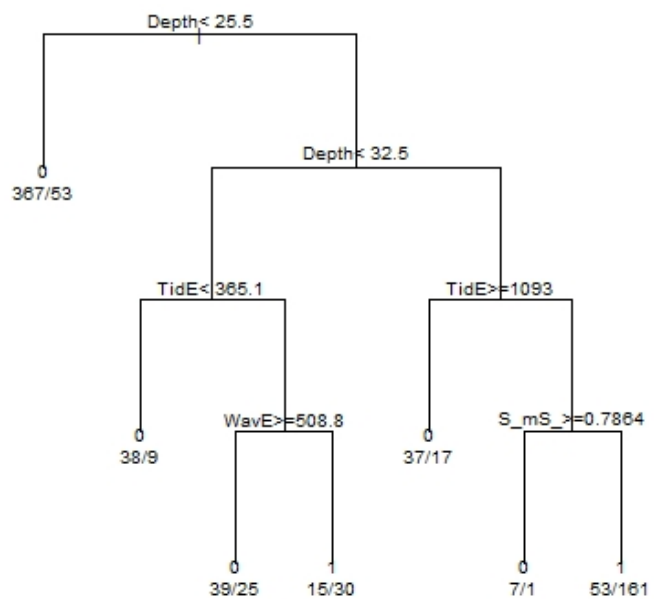 Depth< 25.5
0
367/53
Depth< 32.5
TidE< 365.1
TidE>=1093
0
38/9
WavE>=508.8
0
37/17
S_mS_>=0.7864
0
39/25
1
15/30
0
7/1
1
53/161